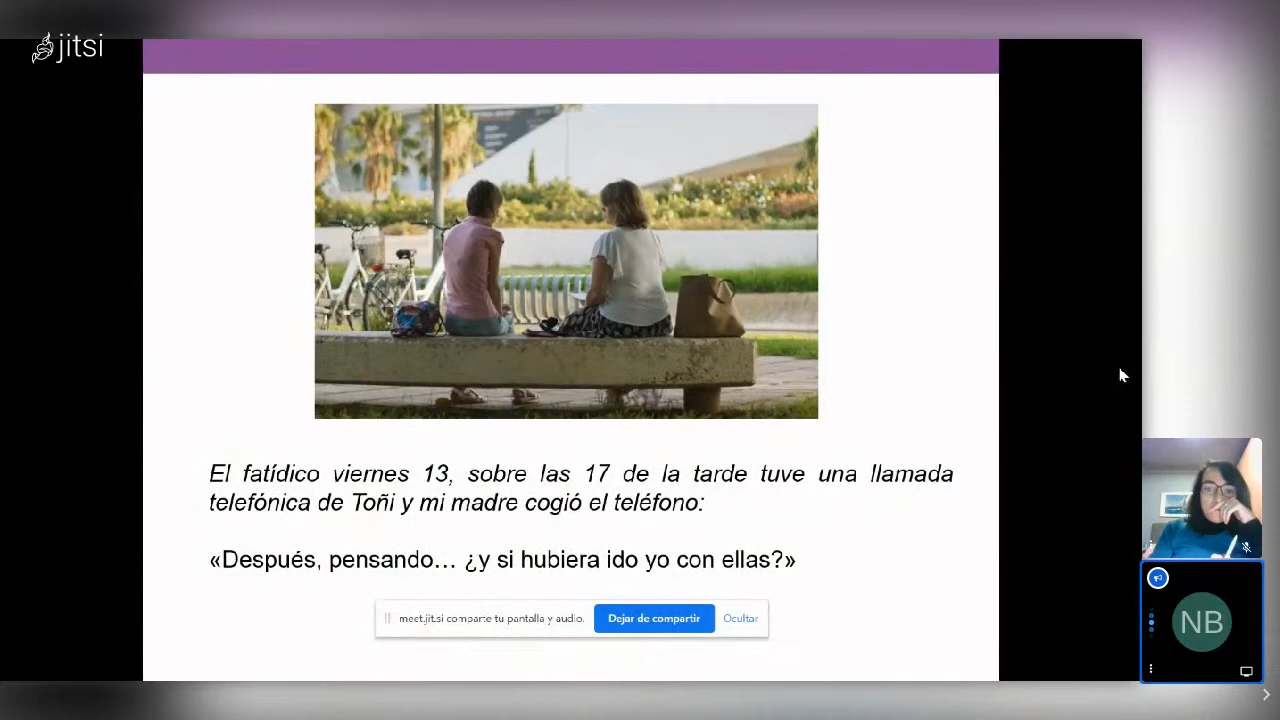 jitsi
El fatídico viernes 13, sobre las 17 de la tarde tuve una llamada
telefónica de Toñi y mi madre cogió el teléfono:
«Después, pensando… ¿y si hubiera ido yo con ellas?»
meet.jit.si comparte tu pantalla y audio.
Dejar de compartir
Ocultar
NB